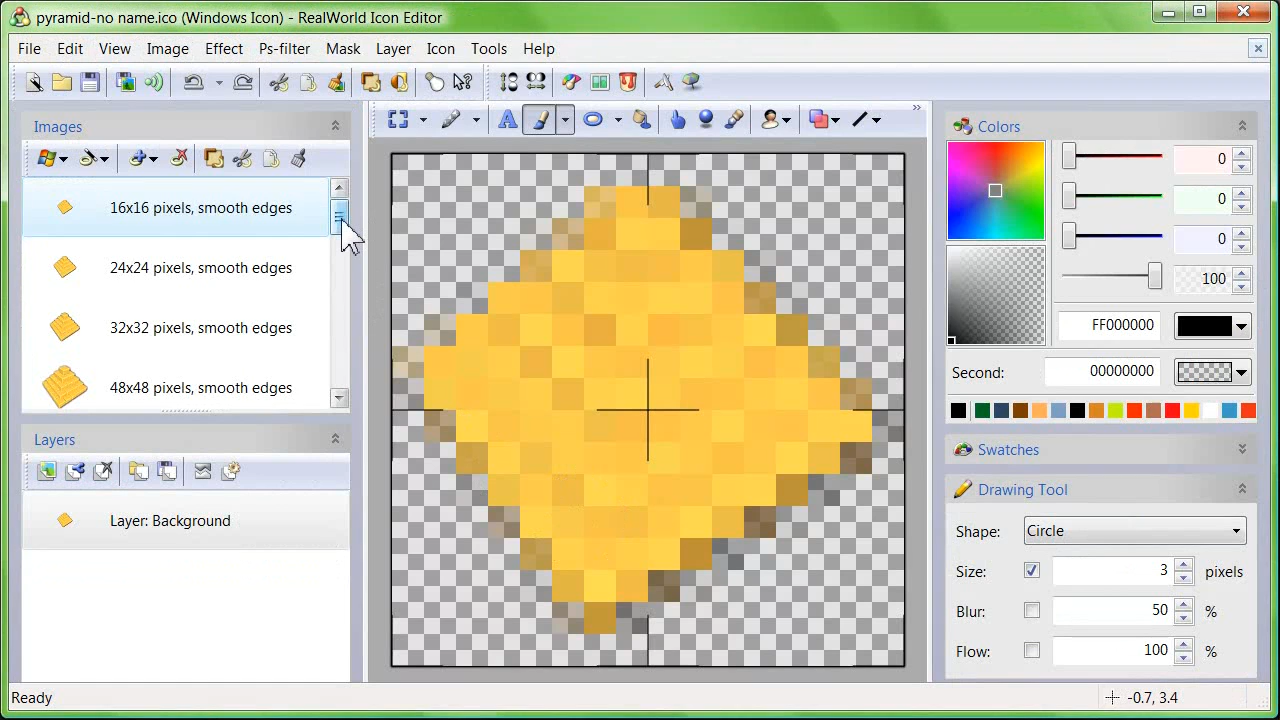 pyramid-no name.ico (Windows Icon) - RealWorld Icon Editor
File Edit View Image Effect Ps-filter Mask Layer Icon Tools Help
Images
16x16 pixels, smooth edges
24x24 pixels, smooth edges
32x32 pixels, smooth edges
48x48 pixels, smooth edges
Layers
Layer: Background
A
Colors
0
0
0
100
FF000000
Second: 00000000
Swatches
Drawing Tool
Shape: Circle
Size: 3 pixels
Blur: 50 %
Flow: 100 %
Ready
-0.7, 3.4